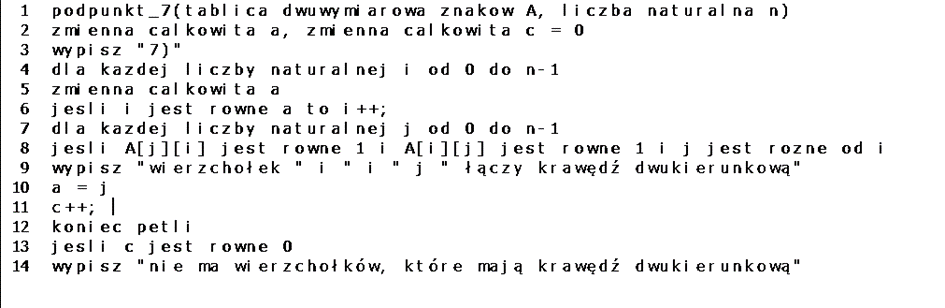 1 podpunkt_7(tablica dwuwymiarowa znakow A, liczba naturalna n)
2 zmienna calkowita a, zmienna calkowita c = 0
3 wypisz "7)"
4 dla kazdej liczby naturalnej i od 0 do n-1
5 zmienna calkowita a
6 jesli i jest rowne a to i++;
7 dla kazdej liczby naturalnej j od 0 do n-1
8 jesli A[j][i] jest rowne 1 i A[i][j] jest rowne 1 i j jest rozne od i
9 wypisz "wierzchołek " i " i " j " łączy krawędź dwukierunkową"
10 a = j
11 c++;
12 koniec petli
13 jesli c jest rowne 0
14 wypisz "nie ma wierzchołków, które mają krawędź dwukierunkową"